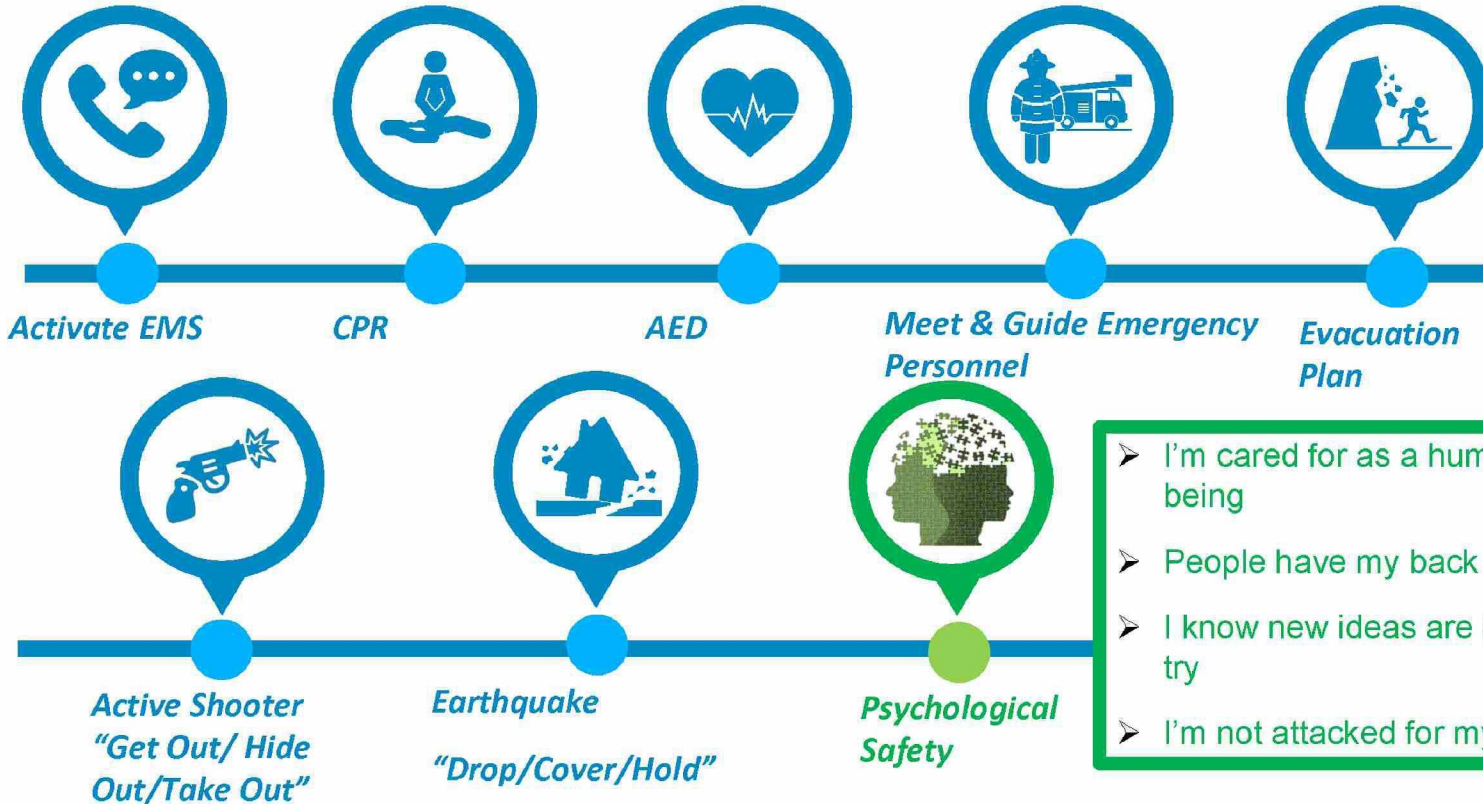 Activate EMS
CPR
AED
Meet & Guide Emergency
Personnel
Evacuation
Plan
Active Shooter
“Get Out/ Hide
Out/Take Out”
Earthquake
“Drop/Cover/Hold”
Psychological
Safety
➢ I'm cared for as a
being
➢ People have my back
➢ I know new ideas are
try
➢ I'm not attacked for my